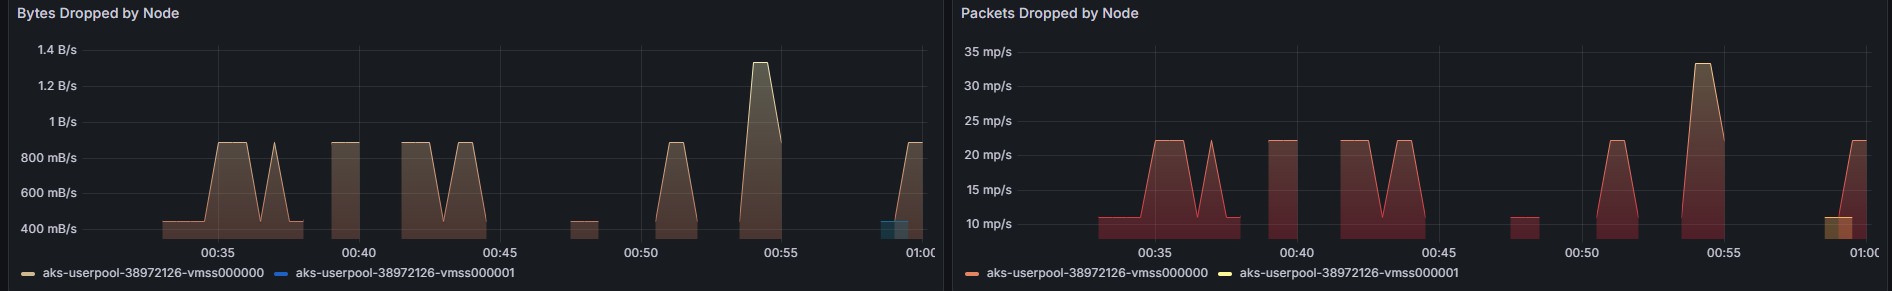 Bytes Dropped by Node
1.4 B/s
1.2 B/s
1 B/s
800 mB/s
600 mB/s
400 mB/s
00:35 00:40 00:45 00:50 00:55 01:00
aks-userpool-38972126-vmss000000 aks-userpool-38972126-vmss000001
Packets Dropped by Node
35 mp/s
30 mp/s
25 mp/s
20 mp/s
15 mp/s
10 mp/s
00:35 00:40 00:45 00:50 00:55 01:00
aks-userpool-38972126-vmss000000 aks-userpool-38972126-vmss000001